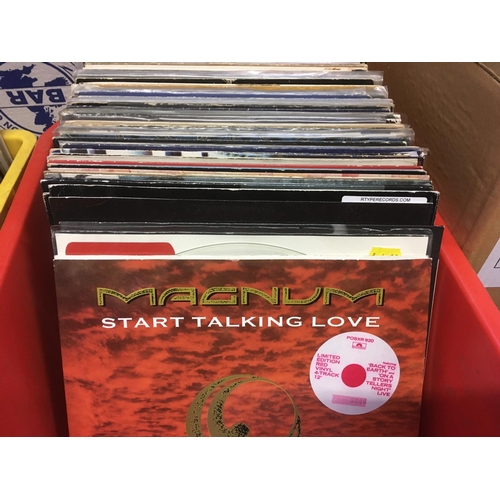 BAR
RTYPERECORDS.COM
MAGNUM
START TALKING LOVE
POSXR 920
LIMITED
EDITION
RED
VINYL
4-TRACK
12"
'BACK TO
EARTH' and
'ON A
STORY
TELLERS
NIGHT'
LIVE